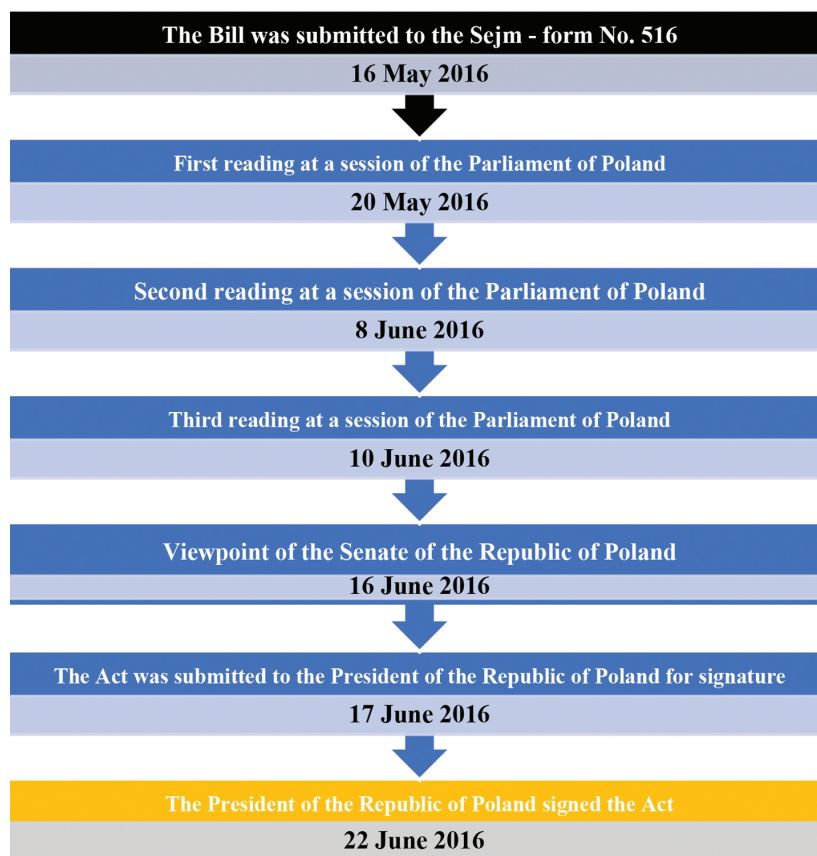 The Bill was submitted to the Sejm - form No. 516
16 May 2016
First reading at a session of the Parliament of Poland
20 May 2016
Second reading at a session of the Parliament of Poland
8 June 2016
Third reading at a session of the Parliament of Poland
10 June 2016
Viewpoint of the Senate of the Republic of Poland
16 June 2016
The Act was submitted to the President of the Republic of Poland for signature
17 June 2016
The President of the Republic of Poland signed the Act
22 June 2016